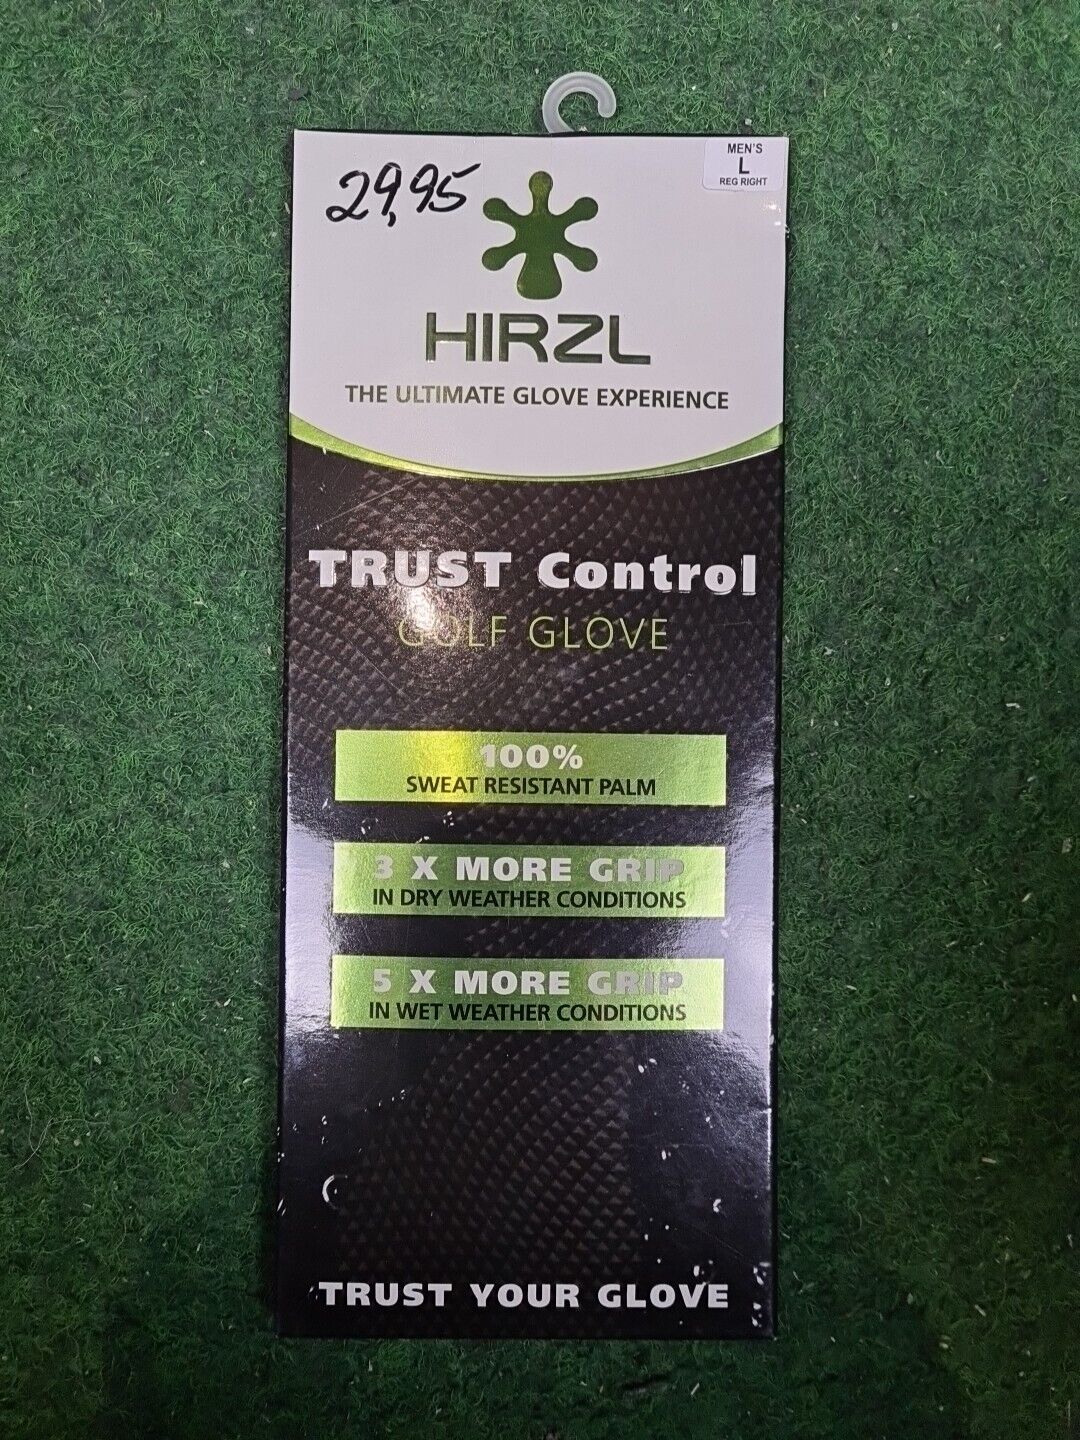 29,95
MEN'S
L
REG RIGHT
HIRZL
THE ULTIMATE GLOVE EXPERIENCE
TRUST Control
GOLF GLOVE
100%
SWEAT RESISTANT PALM
3 X MORE GRIP
IN DRY WEATHER CONDITIONS
5 X MORE GRIP
IN WET WEATHER CONDITIONS
TRUST YOUR GLOVE